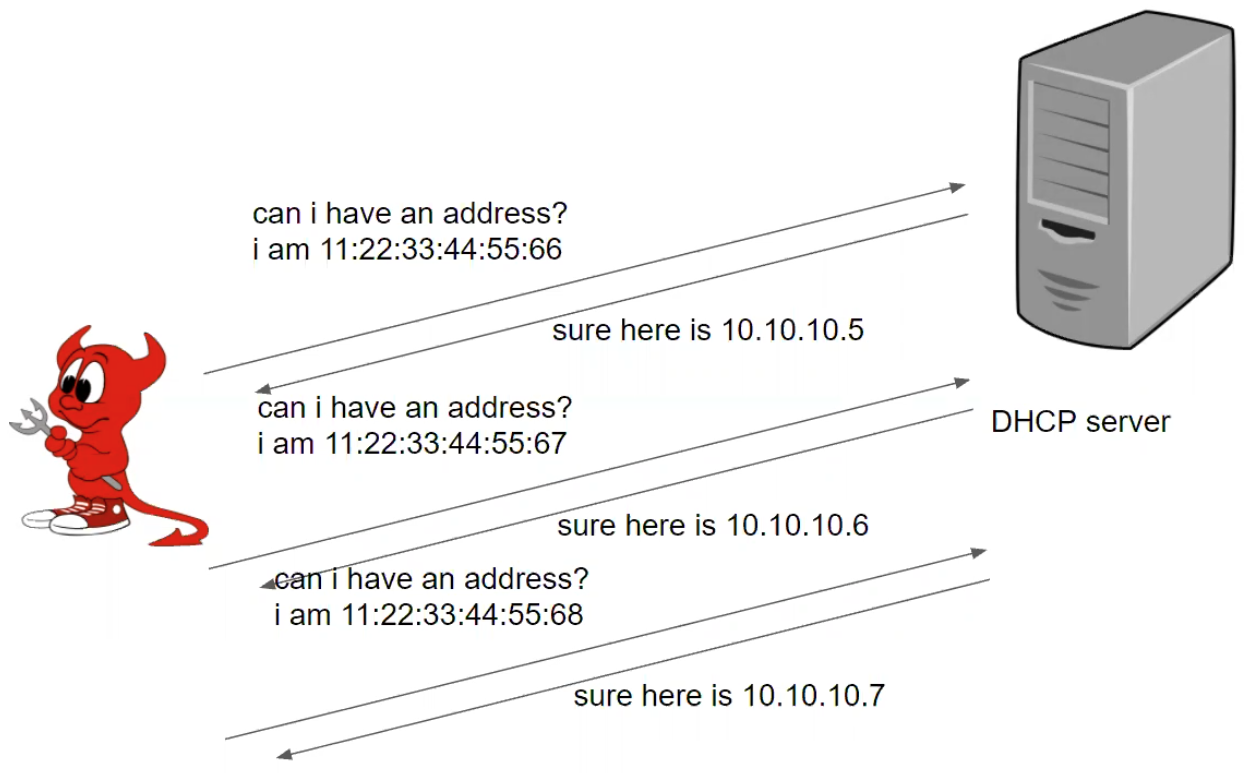 can i have an address?
i am 11:22:33:44:55:66
sure here is 10.10.10.5
can i have an address?
i am 11:22:33:44:55:67
DHCP server
sure here is 10.10.10.6
can i have an address?
i am 11:22:33:44:55:68
sure here is 10.10.10.7